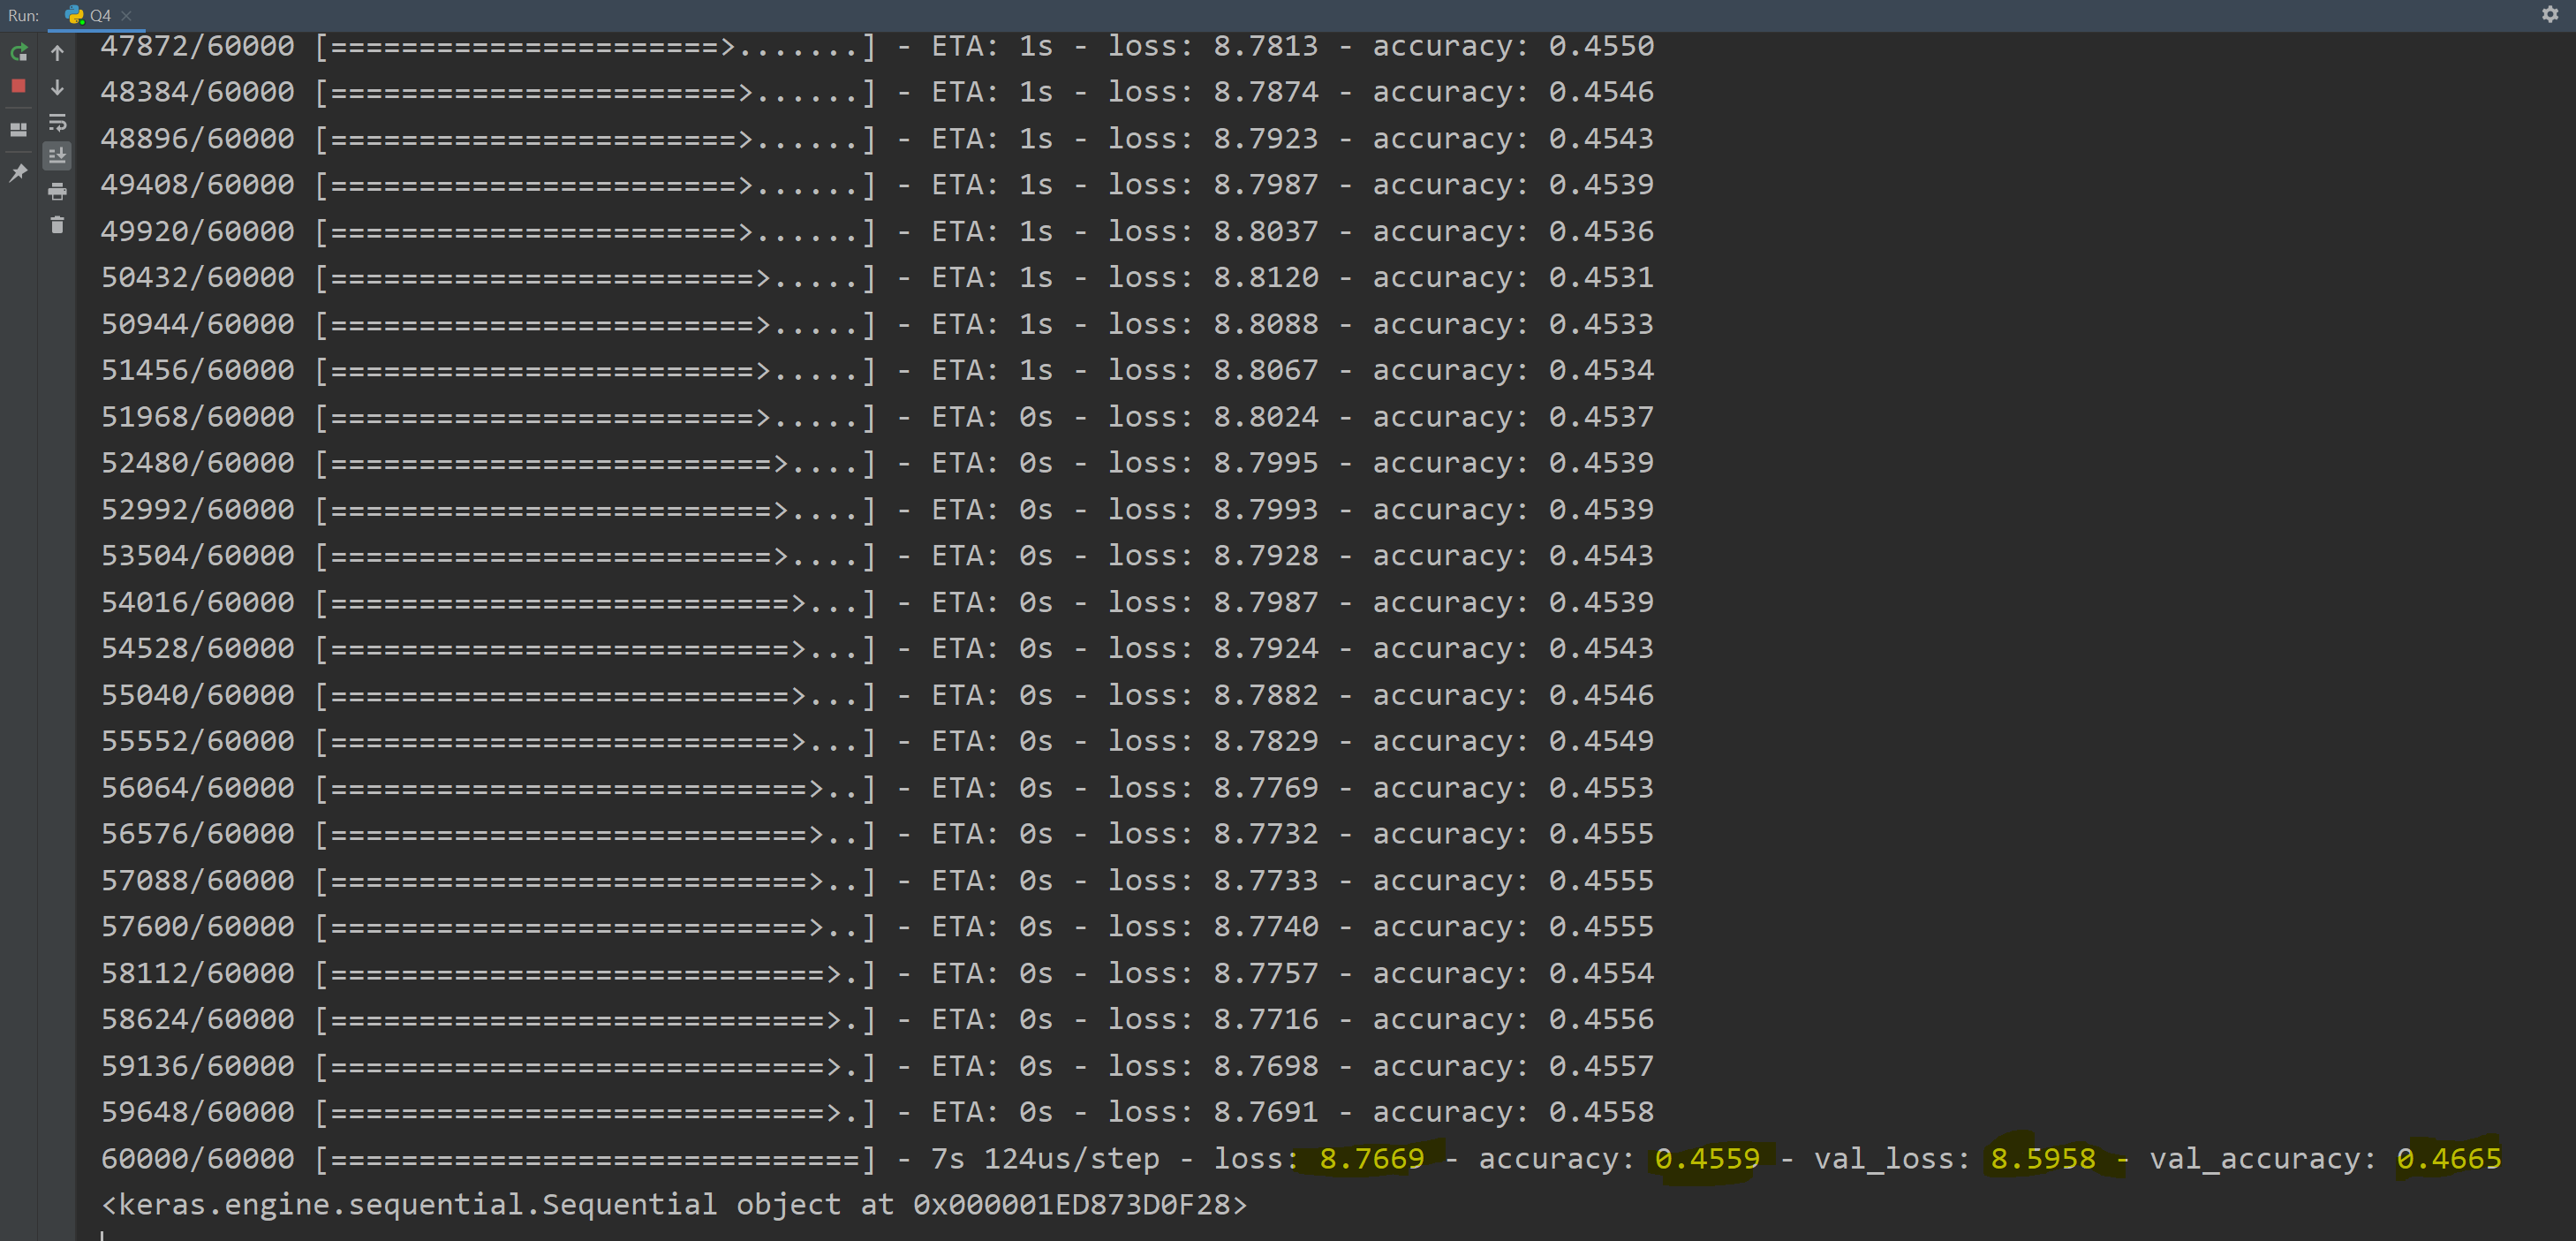 Run: Q4
47872/60000 [======================>.......] - ETA: 1s - loss: 8.7813 - accuracy: 0.4550
48384/60000 [=======================>......] - ETA: 1s - loss: 8.7874 - accuracy: 0.4546
48896/60000 [=======================>......] - ETA: 1s - loss: 8.7923 - accuracy: 0.4543
49408/60000 [=======================>......] - ETA: 1s - loss: 8.7987 - accuracy: 0.4539
49920/60000 [=======================>......] - ETA: 1s - loss: 8.8037 - accuracy: 0.4536
50432/60000 [========================>.....] - ETA: 1s - loss: 8.8120 - accuracy: 0.4531
50944/60000 [========================>.....] - ETA: 1s - loss: 8.8088 - accuracy: 0.4533
51456/60000 [========================>.....] - ETA: 1s - loss: 8.8067 - accuracy: 0.4534
51968/60000 [========================>.....] - ETA: 0s - loss: 8.8024 - accuracy: 0.4537
52480/60000 [=========================>....] - ETA: 0s - loss: 8.7995 - accuracy: 0.4539
52992/60000 [=========================>....] - ETA: 0s - loss: 8.7993 - accuracy: 0.4539
53504/60000 [=========================>....] - ETA: 0s - loss: 8.7928 - accuracy: 0.4543
54016/60000 [==========================>...] - ETA: 0s - loss: 8.7987 - accuracy: 0.4539
54528/60000 [==========================>...] - ETA: 0s - loss: 8.7924 - accuracy: 0.4543
55040/60000 [==========================>...] - ETA: 0s - loss: 8.7882 - accuracy: 0.4546
55552/60000 [==========================>...] - ETA: 0s - loss: 8.7829 - accuracy: 0.4549
56064/60000 [===========================>..] - ETA: 0s - loss: 8.7769 - accuracy: 0.4553
56576/60000 [===========================>..] - ETA: 0s - loss: 8.7732 - accuracy: 0.4555
57088/60000 [===========================>..] - ETA: 0s - loss: 8.7733 - accuracy: 0.4555
57600/60000 [===========================>..] - ETA: 0s - loss: 8.7740 - accuracy: 0.4555
58112/60000 [============================>.] - ETA: 0s - loss: 8.7757 - accuracy: 0.4554
58624/60000 [============================>.] - ETA: 0s - loss: 8.7716 - accuracy: 0.4556
59136/60000 [============================>.] - ETA: 0s - loss: 8.7698 - accuracy: 0.4557
59648/60000 [============================>.] - ETA: 0s - loss: 8.7691 - accuracy: 0.4558
60000/60000 [==============================] - 7s 124us/step - loss: 8.7669 - accuracy: 0.4559 - val_loss: 8.5958 - val_accuracy: 0.4665
<keras.engine.sequential.Sequential object at 0x000001ED873D0F28>